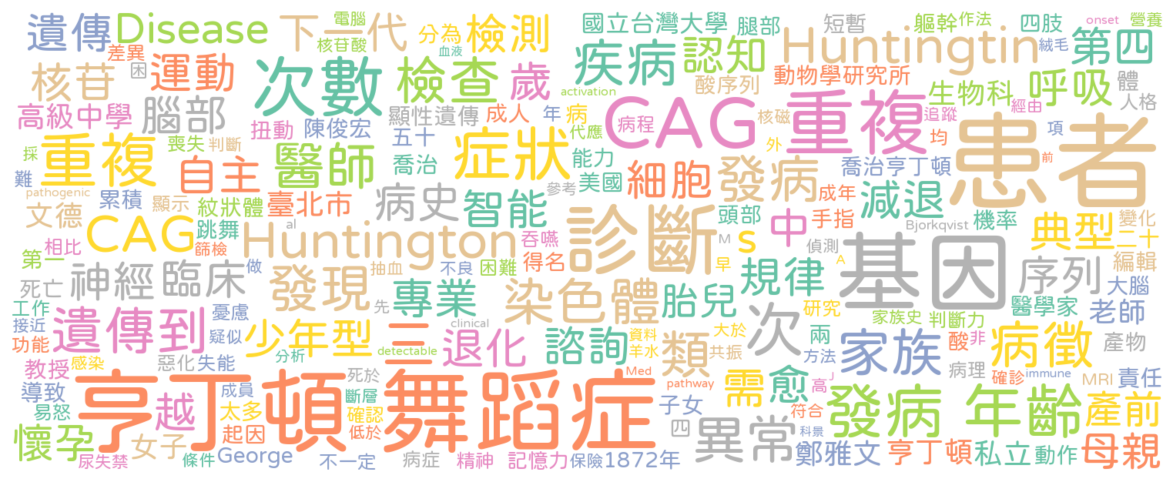 遺傳 Disease 下一代 電腦 核苷酸 血液 分為 檢測 國立台灣大學 腿部 短暫 軀幹 作法 四肢 onset 絨毛 營養
核苷 差異 困 運動 次數 檢查 歲 疾病 認知 Huntingtin 第四
酸序列 動物學研究所 生物科 呼吸 體 人格
高級中學 腦部 顯性遺傳 成人 年 病 activation CAG 重複 核磁 追蹤 經由 項
扭動 陳俊宏 五十 代應 病程 外 均 患者
採 重複 喪失 判斷 醫師 喬治 症狀 能力 美國 細胞 發病 喬治亨丁頓 成年 減退 前
難 pathogenic 累積 顯示 自主 參考
文德 紋狀體 臺北市 病史 智能 頭部 中 手指 機率 典型 變化 二十
相比 CAG 跳舞 篩檢 al Huntington 吞嚥 診斷 M s 偵測 Bjorkqvist 編輯
第一 死亡 神經 臨床 做 抽血 不良 困難 得名 早 A 基因 序列 大腦
工作 憂慮 發現 先 專業 染色體 胎兒 規律 研究 醫學家 老師
接近 功能 遺傳到 疑似 少年型 三 clinical 退化 諮詢 資料 羊水 類 大於 共振 次 兩 方法 家族史 判斷力 酸 非 產物
教授 感染 惡化 失能 分析 detectable 家族 病徵
導致 成員 死於 斷層 Med pathway 需 愈 高 」 病理 immune 確診 MRI 責任
易怒 太多 越 亨丁頓 舞蹈症 確認 低於 子女 四 異常 符合 科景 發病 年齡 產前
懷孕 女子 起因 條件 George 不一定 病症 精神 記憶力 保險 1872年 鄭雅文 亨丁頓 私立 動作 母親
尿失禁